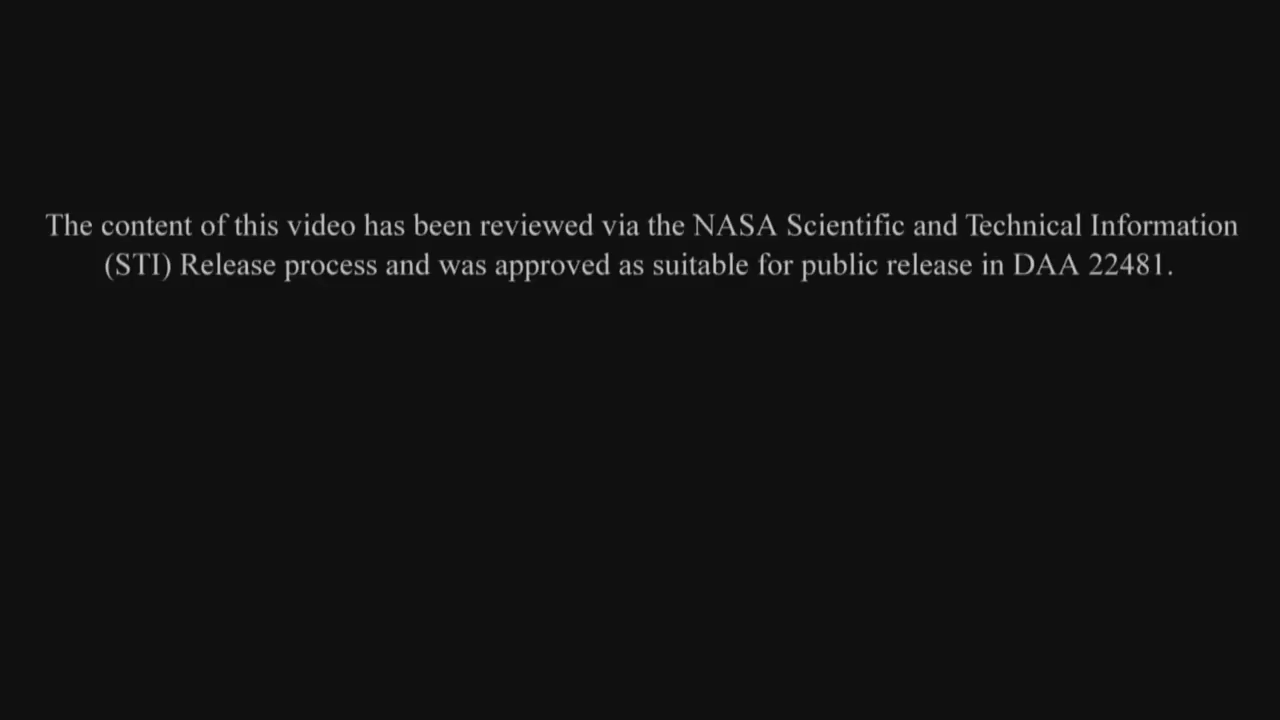 The content of this video has been reviewed via the NASA Scientific and Technical Information
(STI) Release process and was approved as suitable for public release in DAA 22481.